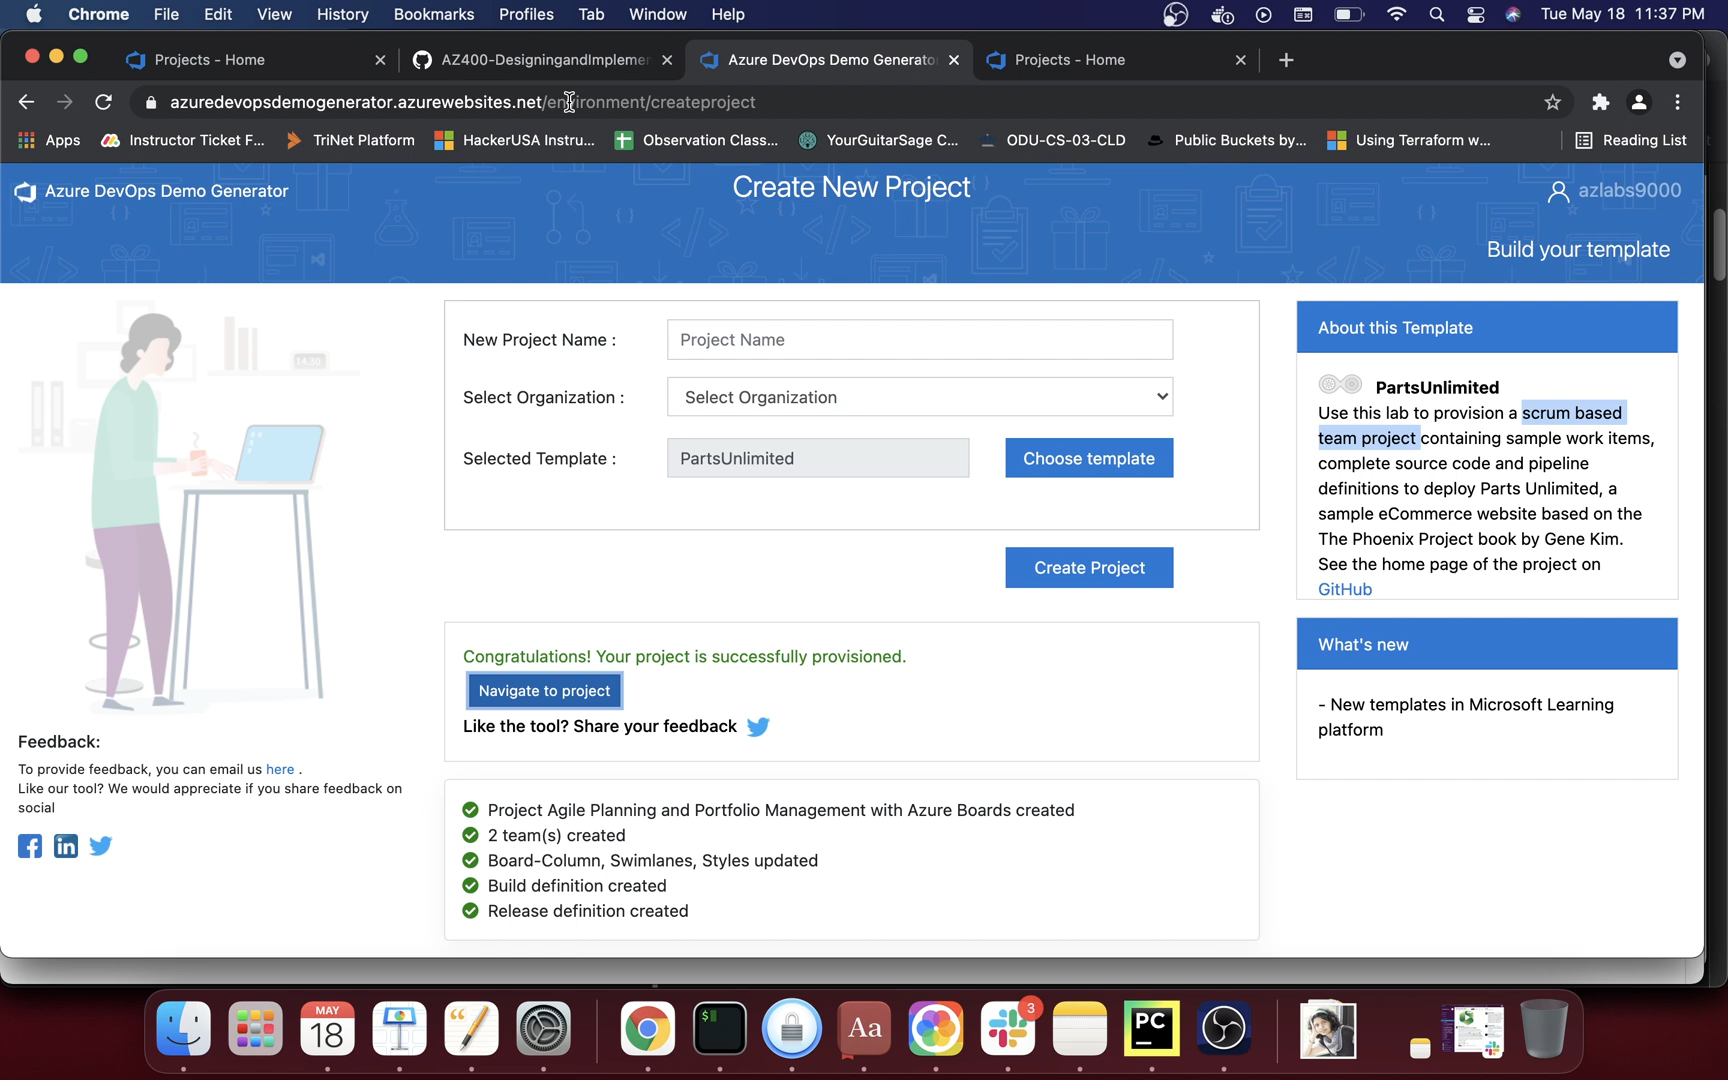 Chrome File Edit View History Bookmarks Profiles Tab Window Help Tue May 18 11:37 PM
Projects - Home
AZ400-DesigningandImplemen
Azure DevOps Demo Generato
Projects - Home
azuredevopsdemogenerator.azurewebsites.net/environment/createproject
Apps Instructor Ticket F... TriNet Platform HackerUSA Instru... Observation Class... YourGuitarSage C... ODU-CS-03-CLD Public Buckets by... Using Terraform w... Reading List
Azure DevOps Demo Generator
Create New Project
azlabs9000
Build your template
14.30
New Project Name :
Project Name
Select Organization :
Select Organization
Selected Template :
PartsUnlimited
Choose template
Create Project
Congratulations! Your project is successfully provisioned.
Navigate to project
Like the tool? Share your feedback
Project Agile Planning and Portfolio Management with Azure Boards created
2 team(s) created
Board-Column, Swimlanes, Styles updated
Build definition created
Release definition created
About this Template
PartsUnlimited
Use this lab to provision a scrum based
team project containing sample work items,
complete source code and pipeline
definitions to deploy Parts Unlimited, a
sample eCommerce website based on the
The Phoenix Project book by Gene Kim.
See the home page of the project on
GitHub
What's new
- New templates in Microsoft Learning
platform
Feedback:
To provide feedback, you can email us here .
Like our tool? We would appreciate if you share feedback on
social
MAY
18
$
Aa
3
PC